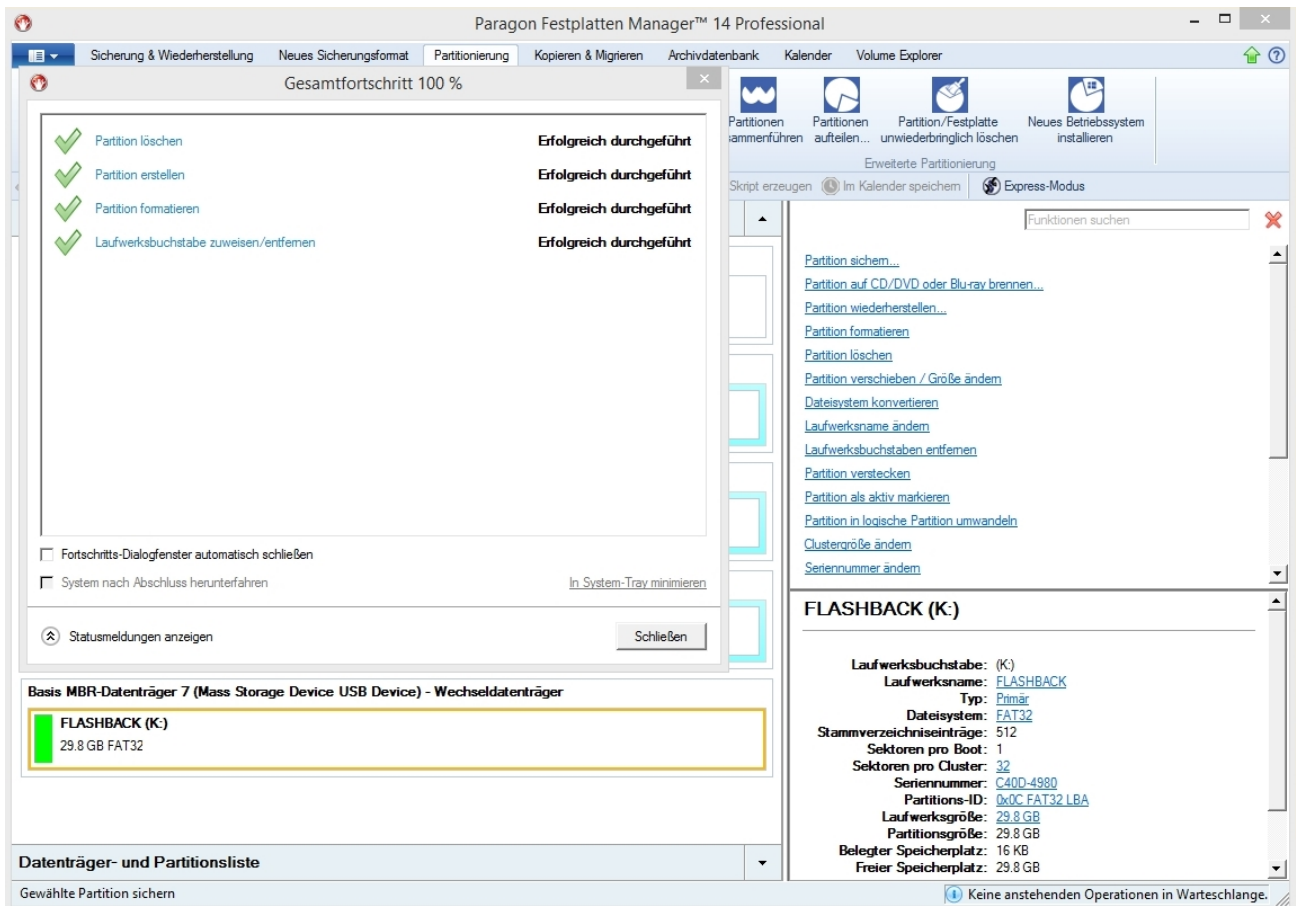 Paragon Festplatten Manager™ 14 Professional
Sicherung & Wiederherstellung Neues Sicherungsformat Partitionierung Kopieren & Migrieren Archivdatenbank Kalender Volume Explorer
Gesamtfortschritt 100 %
Partition löschen Erfolgreich durchgeführt
Partition erstellen Erfolgreich durchgeführt
Partition formatieren Erfolgreich durchgeführt
Laufwerksbuchstabe zuweisen/entfernen Erfolgreich durchgeführt
Fortschritts-Dialogfenster automatisch schließen
System nach Abschluss herunterfahren In System-Tray minimieren
Statusmeldungen anzeigen Schließen
Partitionen
ammenführen
Partitionen
aufteilen...
Partition/Festplatte
unwiederbringlich löschen
Neues Betriebssystem
installieren
Erweiterte Partitionierung
Skript erzeugen Im Kalender speichern Express-Modus
Funktionen suchen
Partition sichern...
Partition auf CD/DVD oder Blu-ray brennen...
Partition wiederherstellen...
Partition formatieren
Partition löschen
Partition verschieben / Größe ändern
Dateisystem konvertieren
Laufwerksname ändern
Laufwerksbuchstaben entfernen
Partition verstecken
Partition als aktiv markieren
Partition in logische Partition umwandeln
Clustergröße ändern
Seriennummer ändern
Basis MBR-Datenträger 7 (Mass Storage Device USB Device) - Wechseldatenträger
FLASHBACK (K:)
29.8 GB FAT32
FLASHBACK (K:)
Laufwerksbuchstabe: (K:)
Laufwerksname: FLASHBACK
Typ: Primär
Dateisystem: FAT32
Stammverzeichniseinträge: 512
Sektoren pro Boot: 1
Sektoren pro Cluster: 32
Seriennummer: C40D-4980
Partitions-ID: 0x0C FAT32 LBA
Laufwerksgröße: 29.8 GB
Partitionsgröße: 29.8 GB
Belegter Speicherplatz: 16 KB
Freier Speicherplatz: 29.8 GB
Datenträger- und Partitionsliste
Gewählte Partition sichern Keine anstehenden Operationen in Warteschlange.